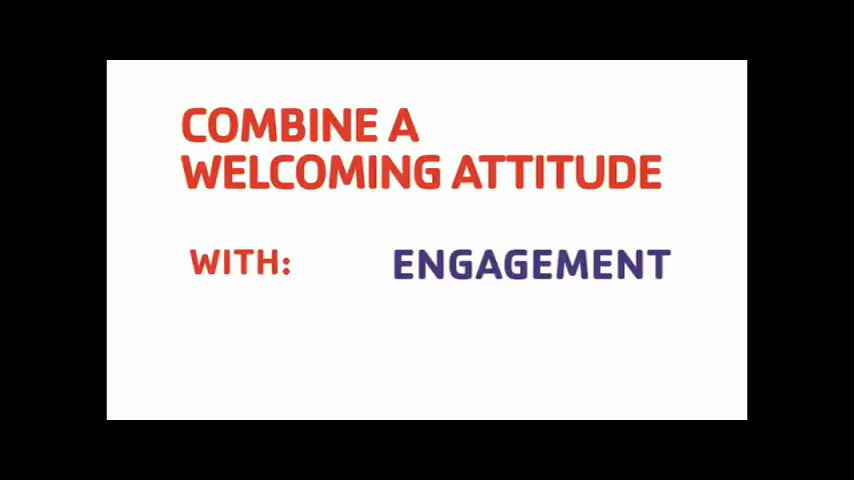 COMBINE A
WELCOMING ATTITUDE
WITH: ENGAGEMENT